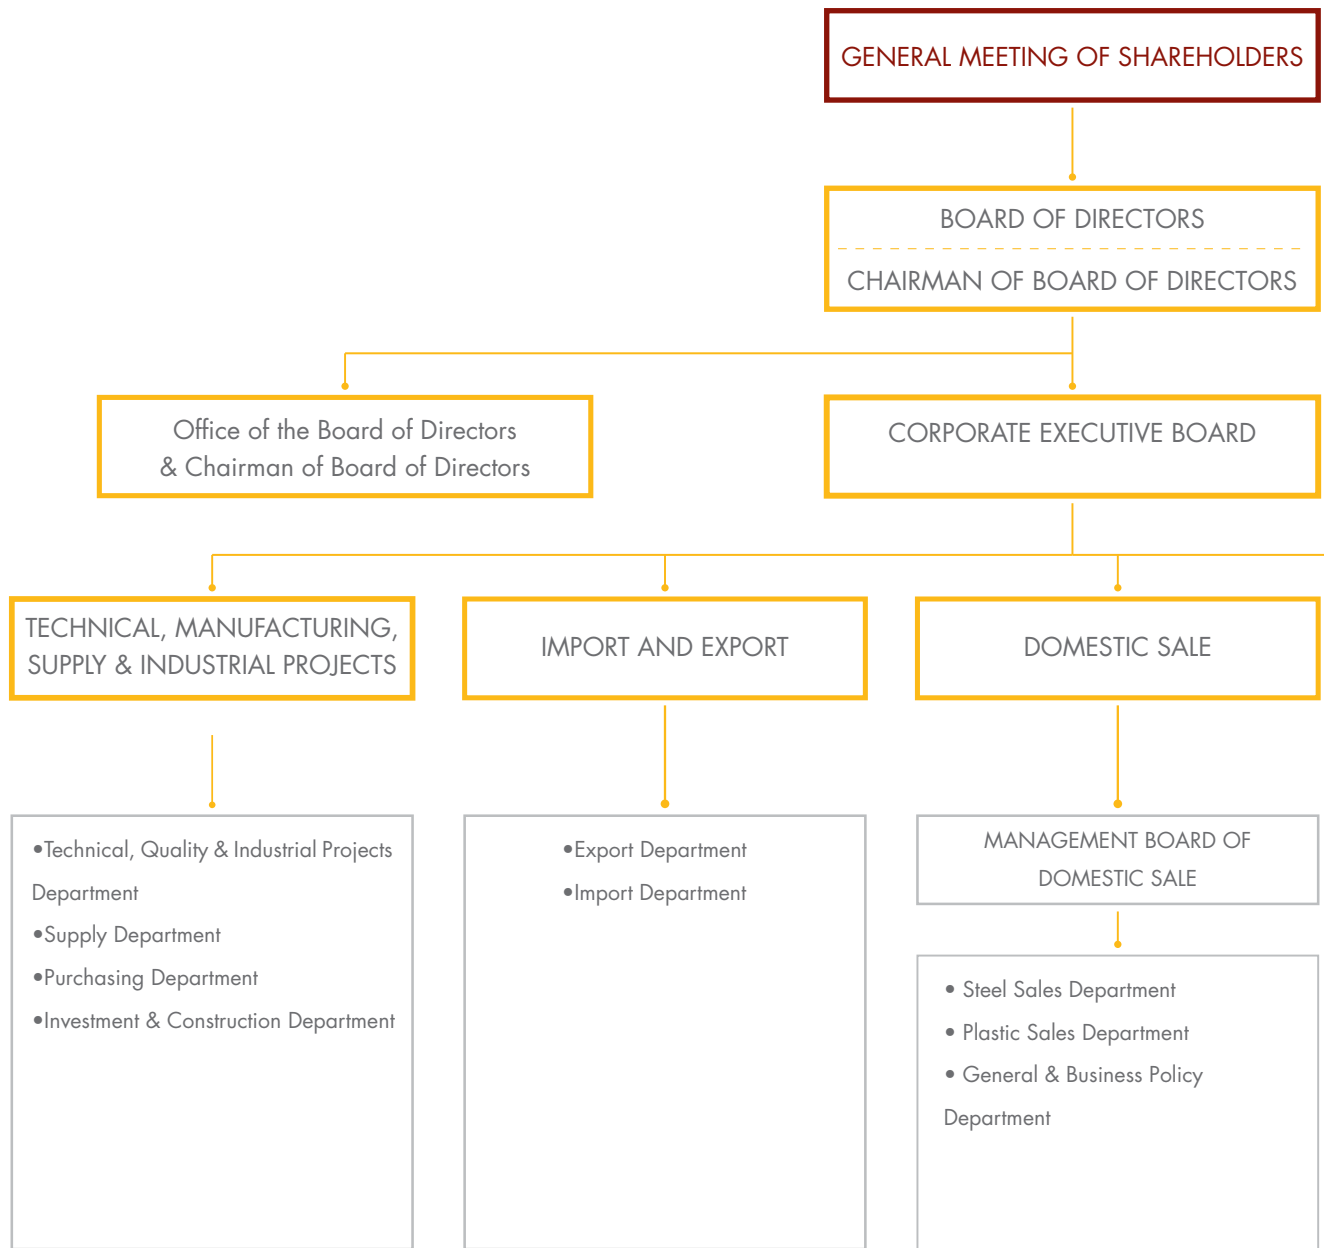 GENERAL MEETING OF SHAREHOLDERS
BOARD OF DIRECTORS
CHAIRMAN OF BOARD OF DIRECTORS
Office of the Board of Directors
& Chairman of Board of Directors
CORPORATE EXECUTIVE BOARD
TECHNICAL, MANUFACTURING,
SUPPLY & INDUSTRIAL PROJECTS
IMPORT AND EXPORT
DOMESTIC SALE
•Technical, Quality & Industrial Projects
Department
•Supply Department
•Purchasing Department
•Investment & Construction Department
•Export Department
•Import Department
MANAGEMENT BOARD OF
DOMESTIC SALE
• Steel Sales Department
• Plastic Sales Department
• General & Business Policy
Department